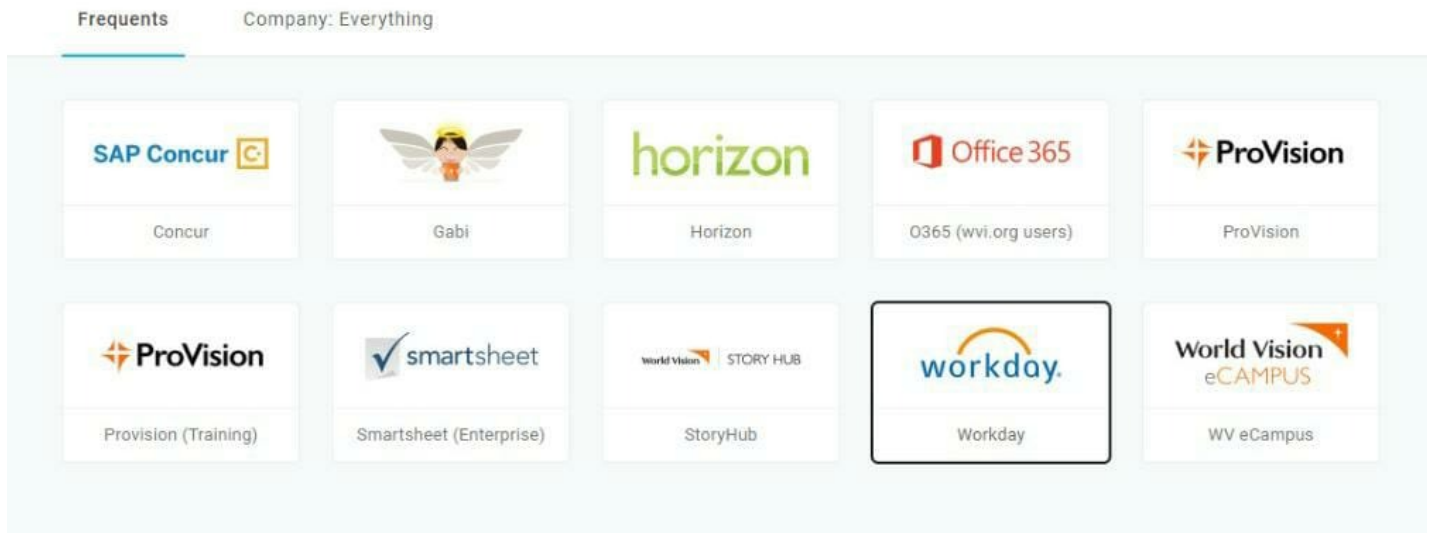 Frequents
Company: Everything
SAP Concur C.
Concur
Gabi
horizon
Horizon
Office 365
O365 (wvi.org users)
ProVision
ProVision
ProVision
Provision (Training)
smartsheet
Smartsheet (Enterprise)
World Vision STORY HUB
StoryHub
workday.
Workday
World Vision
eCAMPUS
WV eCampus